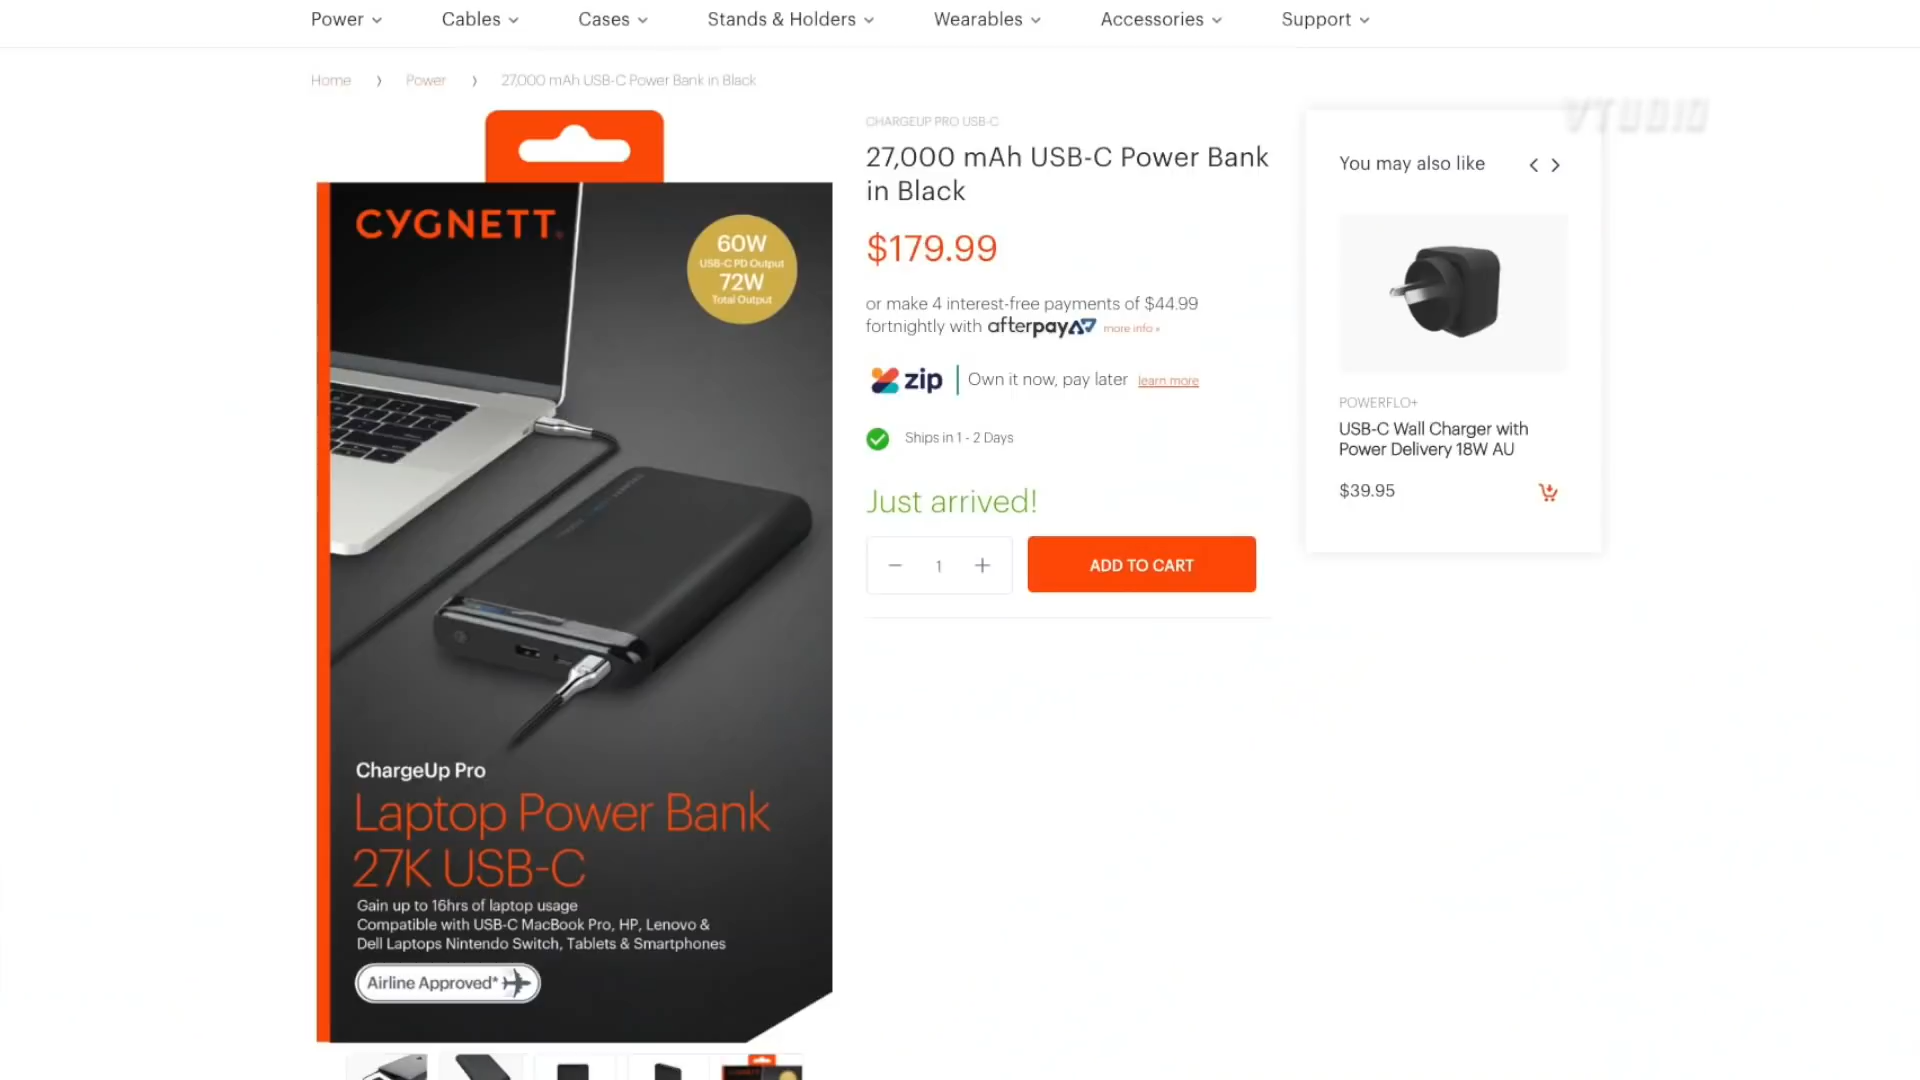 Power
Cables
Cases
Stands & Holders
Wearables
Accessories
Support
Home › Power › 27,000 mAh USB-C Power Bank in Black
CYGNETT
60W
USB-C PD Output
72W
Total Output
ChargeUp Pro
Laptop Power Bank
27K USB-C
Gain up to 16hrs of laptop usage
Compatible with USB-C MacBook Pro, HP, Lenovo &
Dell Laptops Nintendo Switch, Tablets & Smartphones
Airline Approved*
CHARGEUP PRO USB-C
27,000 mAh USB-C Power Bank
in Black
$179.99
or make 4 interest-free payments of $44.99
fortnightly with afterpay more info »
zip | Own it now, pay later learn more
Ships in 1 - 2 Days
Just arrived!
− 1 +
ADD TO CART
VTUDIO
You may also like
POWERFLO+
USB-C Wall Charger with
Power Delivery 18W AU
$39.95